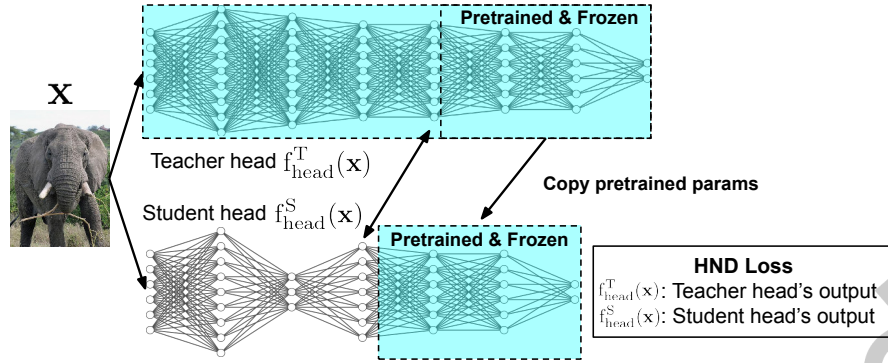 Pretrained & Frozen
x
Teacher head f^T_head(x)
Copy pretrained params
Student head f^S_head(x)
Pretrained & Frozen
HND Loss
f^T_head(x): Teacher head's output
f^S_head(x): Student head's output